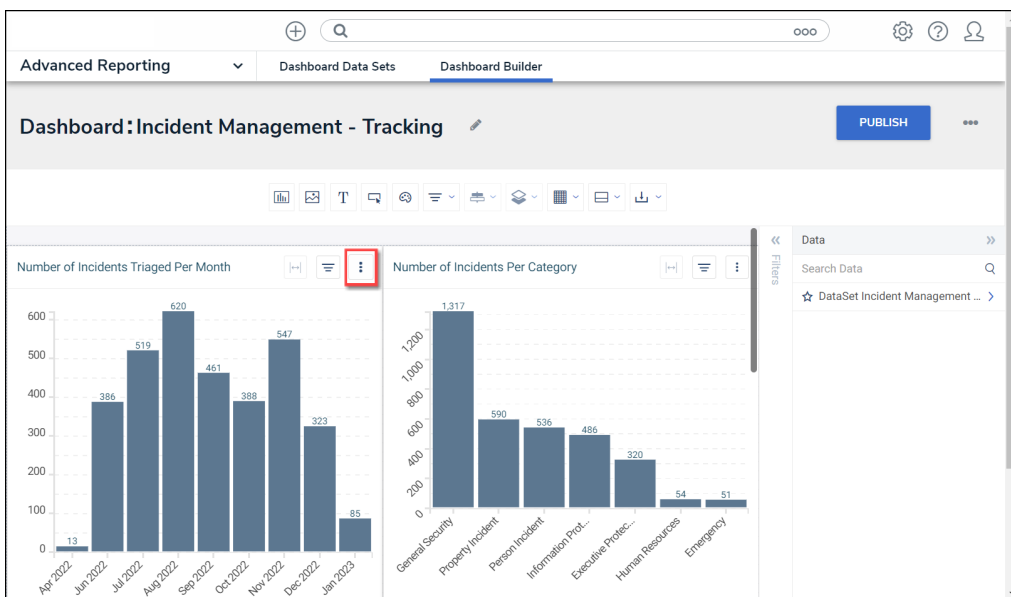 Advanced Reporting
Dashboard Data Sets
Dashboard Builder
Dashboard:Incident Management - Tracking
PUBLISH
T
Number of Incidents Triaged Per Month
600
500
400
300
200
100
0
13
386
519
620
461
388
547
323
85
Apr 2022
Jun 2022
Jul 2022
Aug 2022
Sep 2022
Oct 2022
Nov 2022
Dec 2022
Jan 2023
Number of Incidents Per Category
1,200
1,000
800
600
400
200
0
1,317
590
536
486
320
54
51
General Security
Property Incident
Person Incident
Information Prot...
Executive Protec...
Human Resources
Emergency
Filters
Data
Search Data
DataSet Incident Management ...